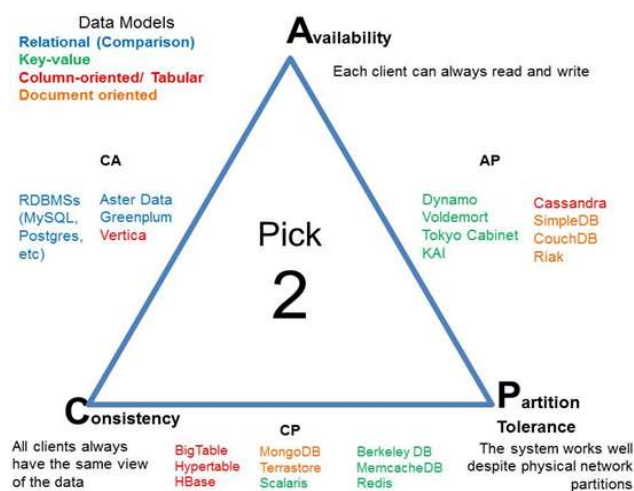 Data Models
Relational (Comparison)
Key-value
Column-oriented/ Tabular
Document oriented
Availability
Each client can always read and write
CA
RDBMSs
(MySQL,
Postgres,
etc)
Aster Data
Greenplum
Vertica
Pick
2
AP
Dynamo
Voldemort
Tokyo Cabinet
KAI
Cassandra
SimpleDB
CouchDB
Riak
Consistency
All clients always
have the same view
of the data
CP
BigTable
Hypertable
HBase
MongoDB
Terrastore
Scalaris
Berkeley DB
MemcacheDB
Redis
Partition
Tolerance
The system works well
despite physical network
partitions